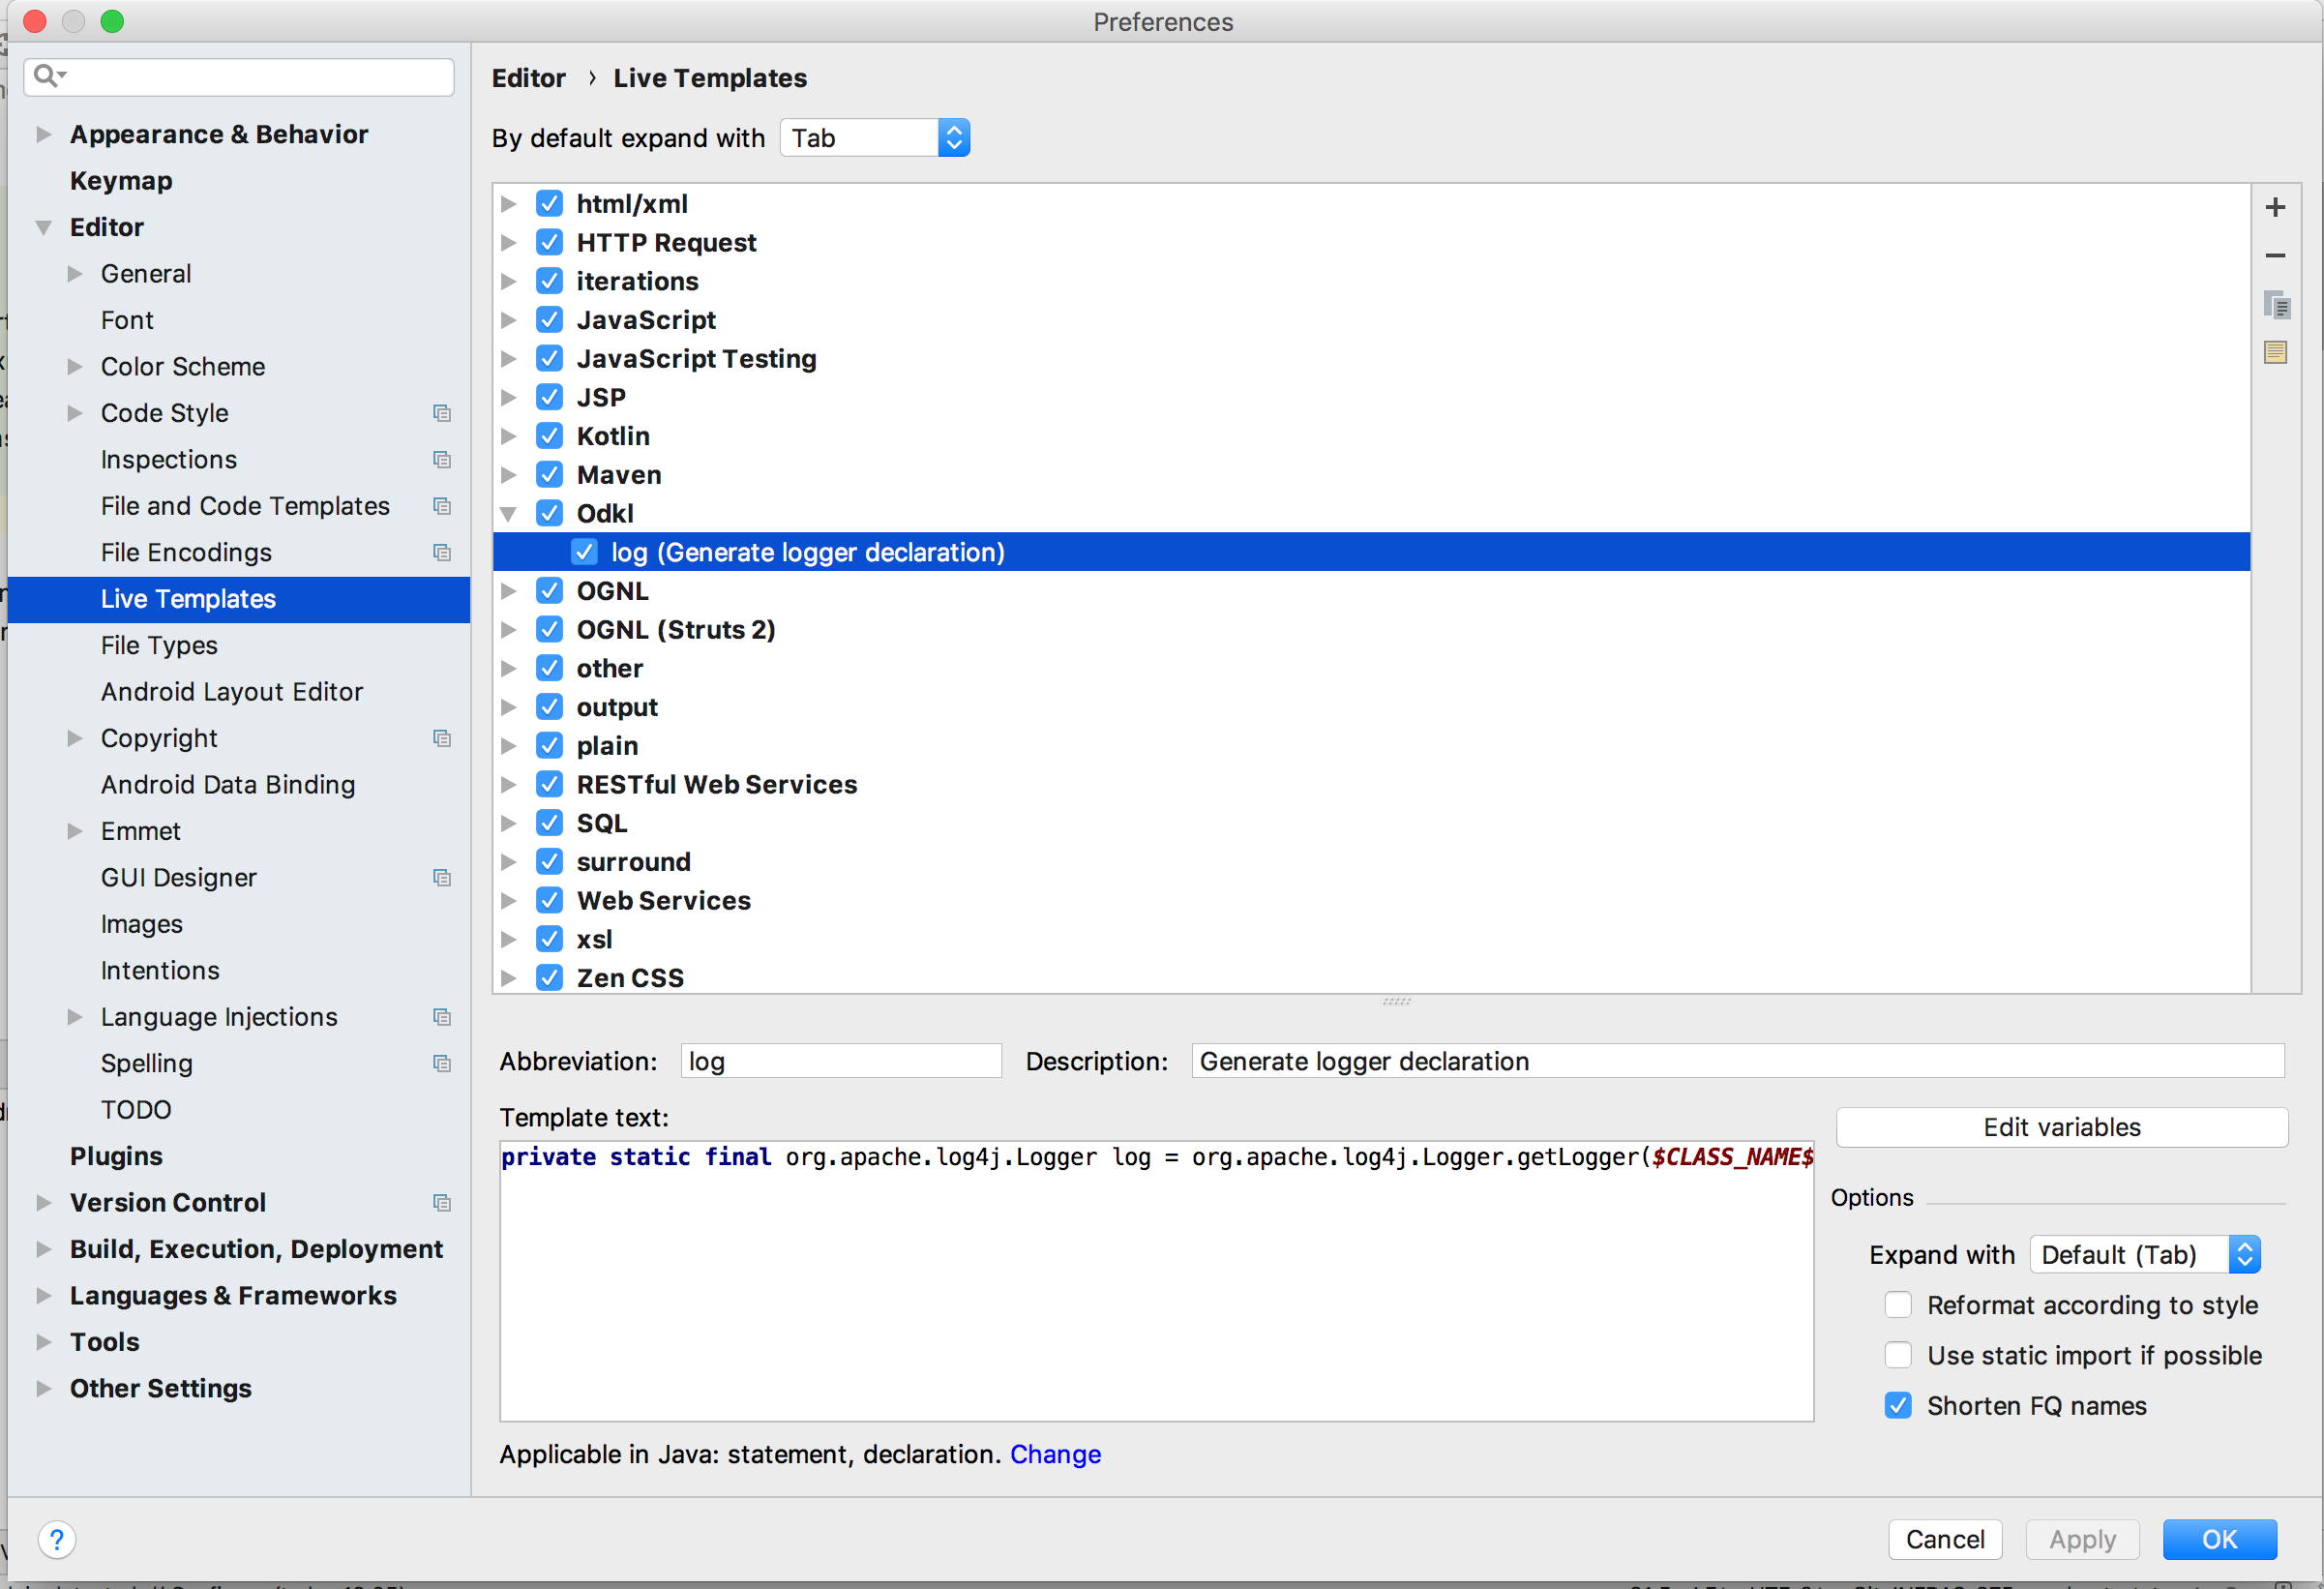 Preferences
Appearance & Behavior
Keymap
Editor
General
Font
Color Scheme
Code Style
Inspections
File and Code Templates
File Encodings
Live Templates
File Types
Android Layout Editor
Copyright
Android Data Binding
Emmet
GUI Designer
Images
Intentions
Language Injections
Spelling
TODO
Plugins
Version Control
Build, Execution, Deployment
Languages & Frameworks
Tools
Other Settings
Editor › Live Templates
By default expand with Tab
html/xml
HTTP Request
iterations
JavaScript
JavaScript Testing
JSP
Kotlin
Maven
Odkl
log (Generate logger declaration)
OGNL
OGNL (Struts 2)
other
output
plain
RESTful Web Services
SQL
surround
Web Services
xsl
Zen CSS
Abbreviation: log Description: Generate logger declaration
Template text:
private static final org.apache.log4j.Logger log = org.apache.log4j.Logger.getLogger($CLASS_NAME$
Edit variables
Options
Expand with Default (Tab)
Reformat according to style
Use static import if possible
Shorten FQ names
Applicable in Java: statement, declaration. Change
?
Cancel Apply OK